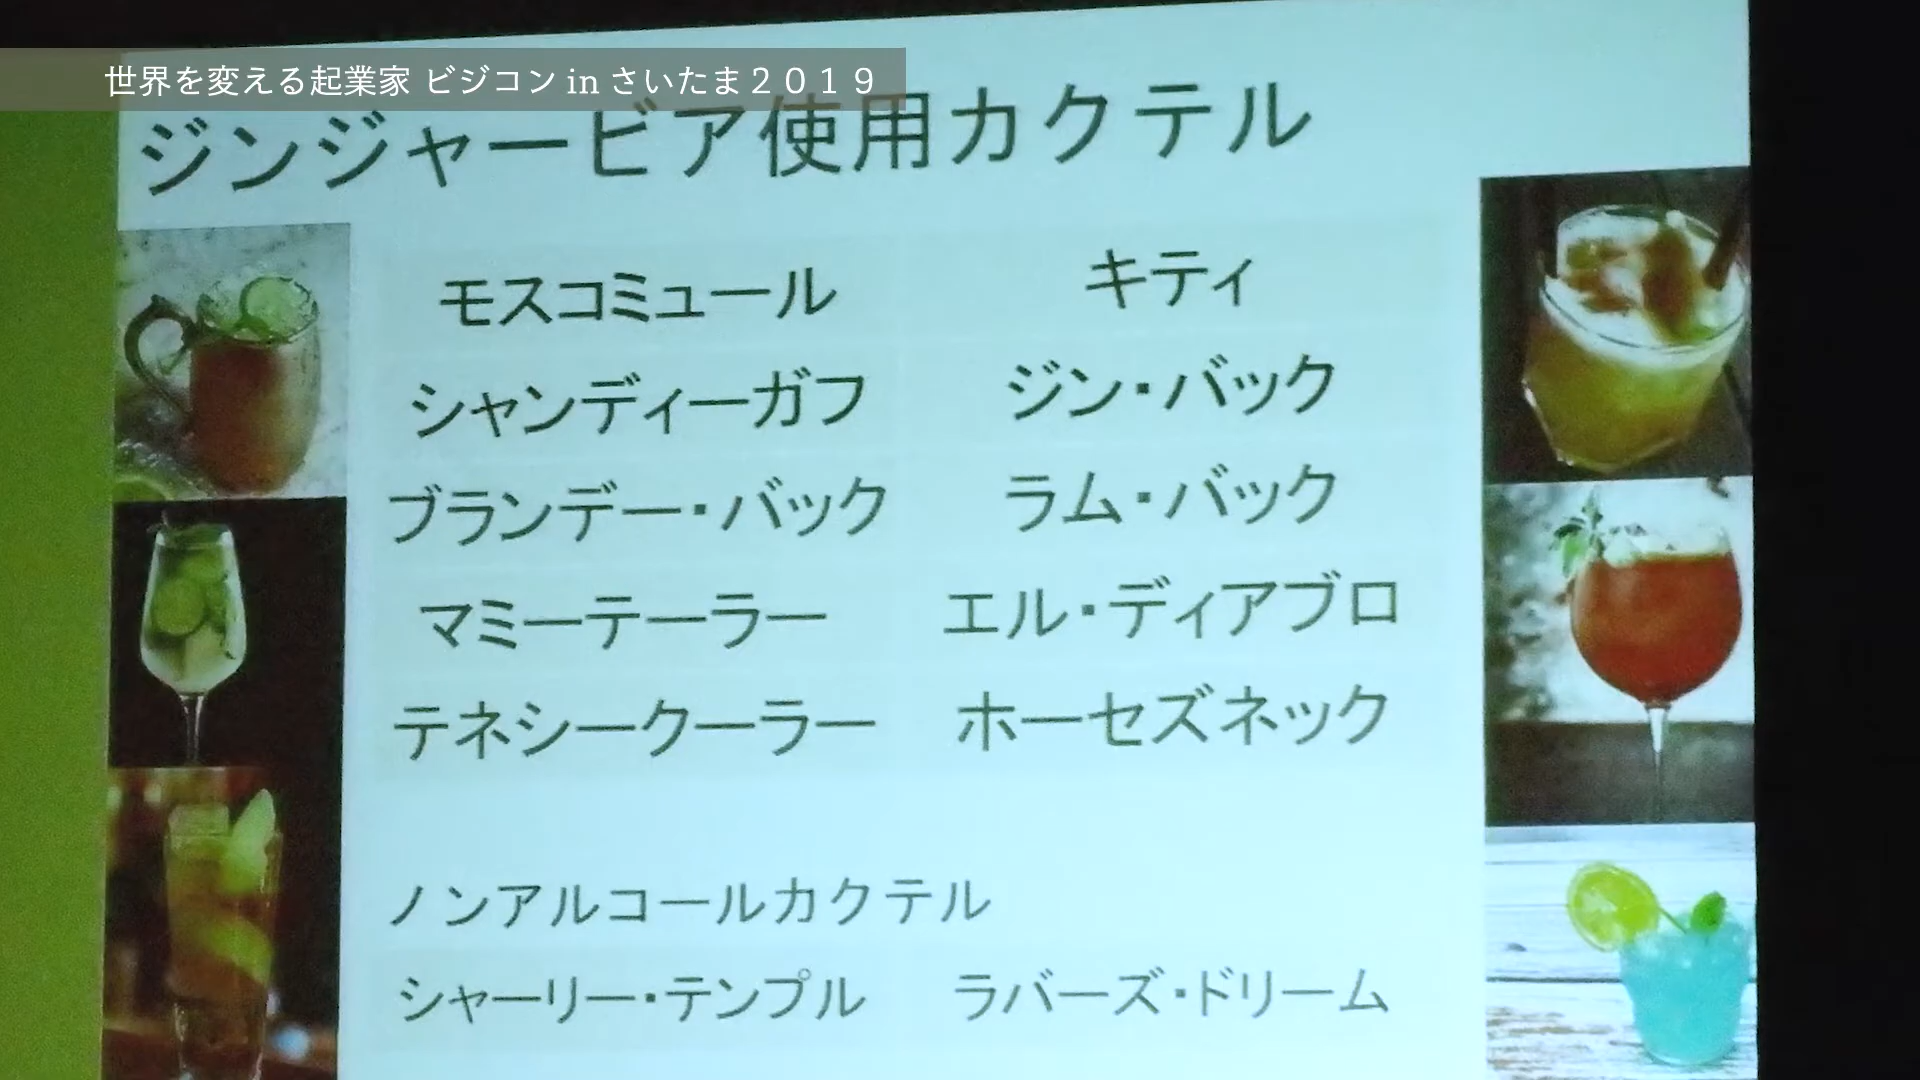 世界を変える起業家 ビジコン in さいたま２０１９
ジンジャービア使用カクテル
モスコミュール キティ
シャンディーガフ ジン・バック
ブランデー・バック ラム・バック
マミーテーラー エル・ディアブロ
テネシークーラー ホーセズネック
ノンアルコールカクテル
シャーリー・テンプル ラバーズ・ドリーム